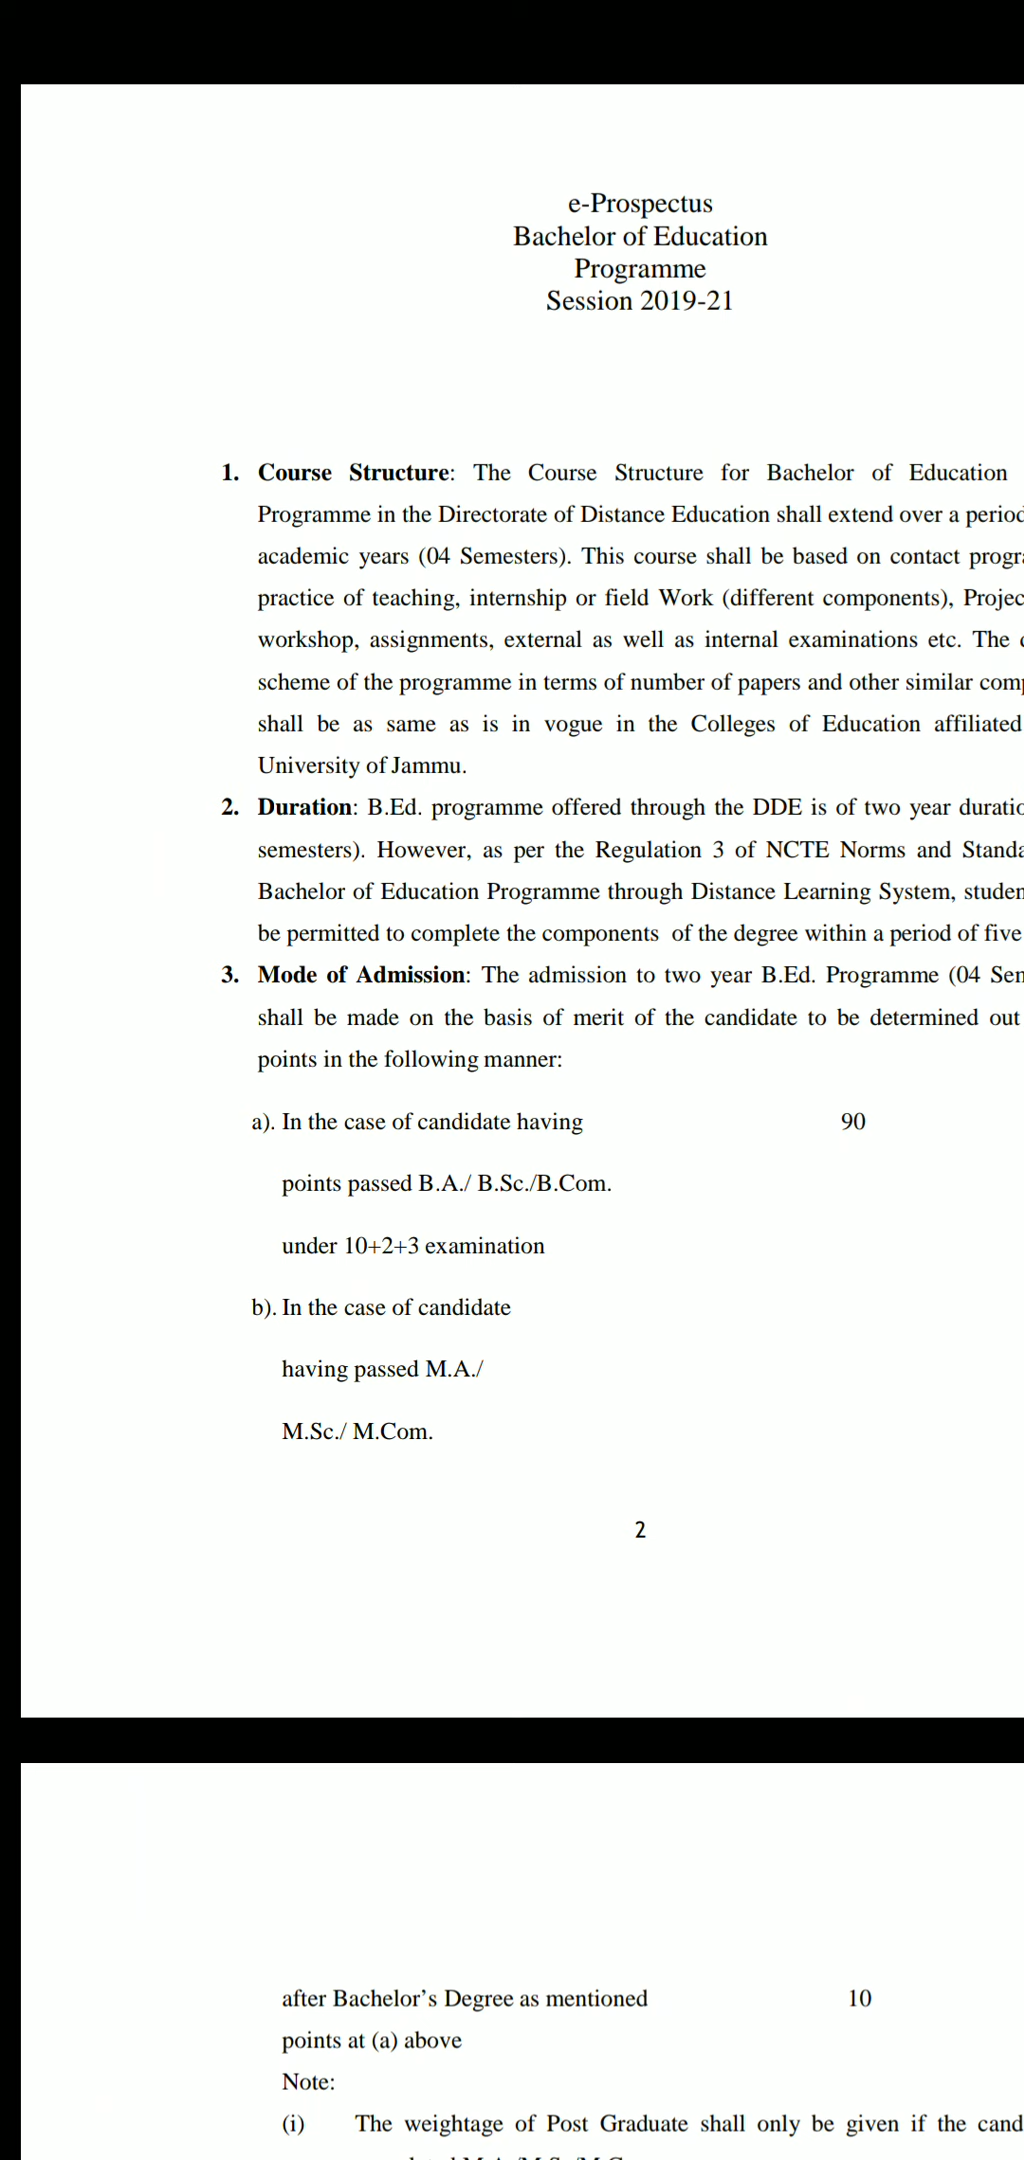 e-Prospectus
Bachelor of Education
Programme
Session 2019-21
1. Course Structure: The Course Structure for Bachelor of Education
Programme in the Directorate of Distance Education shall extend over a period
academic years (04 Semesters). This course shall be based on contact
practice of teaching, internship or field Work (different components),
workshop, assignments, external as well as internal examinations etc. The
scheme of the programme in terms of number of papers and other similar
shall be as same as is in vogue in the Colleges of Education affiliated
University of Jammu.
2. Duration: B.Ed. programme offered through the DDE is of two year
semesters). However, as per the Regulation 3 of NCTE Norms and
Bachelor of Education Programme through Distance Learning System,
be permitted to complete the components of the degree within a period of five
3. Mode of Admission: The admission to two year B.Ed. Programme (04
shall be made on the basis of merit of the candidate to be determined out
points in the following manner:
a). In the case of candidate having 90
points passed B.A./ B.Sc./B.Com.
under 10+2+3 examination
b). In the case of candidate
having passed M.A./
M.Sc./ M.Com.
2
after Bachelor’s Degree as mentioned 10
points at (a) above
Note:
(i) The weightage of Post Graduate shall only be given if the